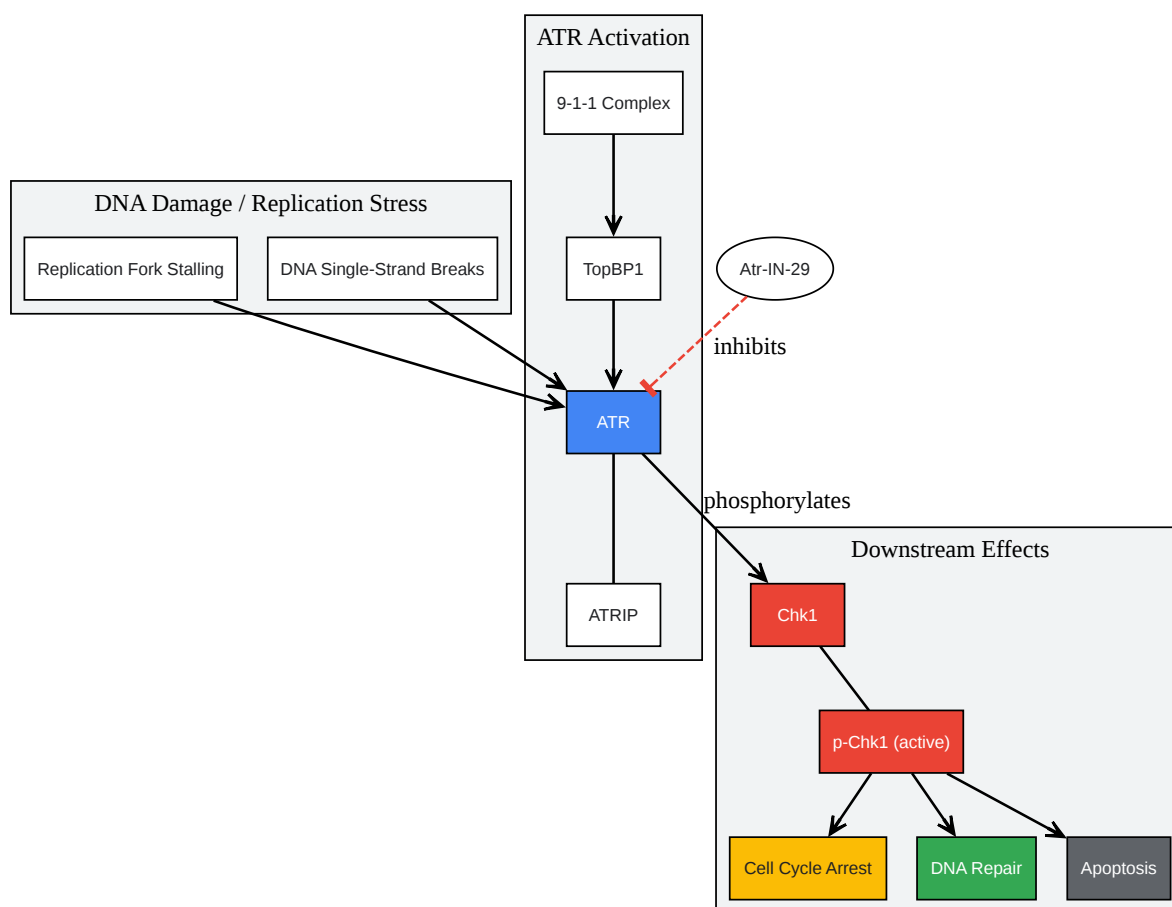 ATR Activation
9-1-1 Complex
DNA Damage / Replication Stress
Replication Fork Stalling
DNA Single-Strand Breaks
TopBP1
Atr-IN-29
inhibits
ATR
phosphorylates
Downstream Effects
Chk1
ATRIP
p-Chk1 (active)
Cell Cycle Arrest
DNA Repair
Apoptosis